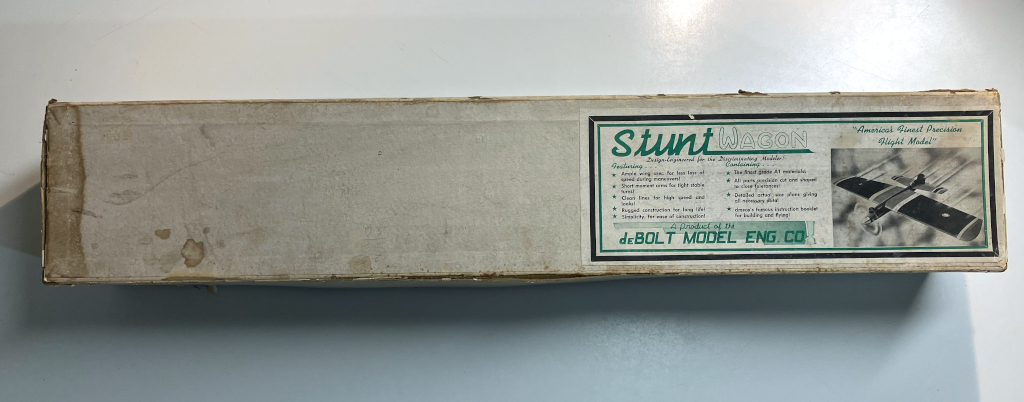 Stunt WAGON
"America's Finest Precision
Flight Model"
Design-Engineered for the Discriminating Modeler!
Featuring . . .
★ Ample wing area for less loss of
speed during maneuvers!
★ Short moment arms for tight stable
turns!
★ Clean lines for high speed and
looks!
★ Rugged construction for long life!
★ Simplicity, for ease of construction!
Containing . . .
★ The finest grade A1 materials.
★ All parts precision cut and shaped
to close tolerances!
★ Detailed actual size plans giving
all necessary data!
★ dmeco's famous instruction booklet
for building and flying!
A Product of the
deBOLT MODEL ENG. CO.